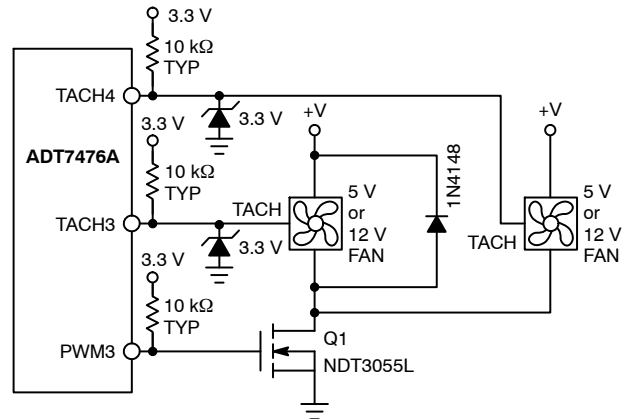 3.3 V
10 kΩ
TYP
TACH4
3.3 V
3.3 V
+V
+V
10 kΩ
TYP
ADT7476A
1N4148
TACH
5 V
or
12 V
FAN
TACH3
3.3 V
TACH
5 V
or
12 V
FAN
3.3 V
10 kΩ
TYP
PWM3
Q1
NDT3055L